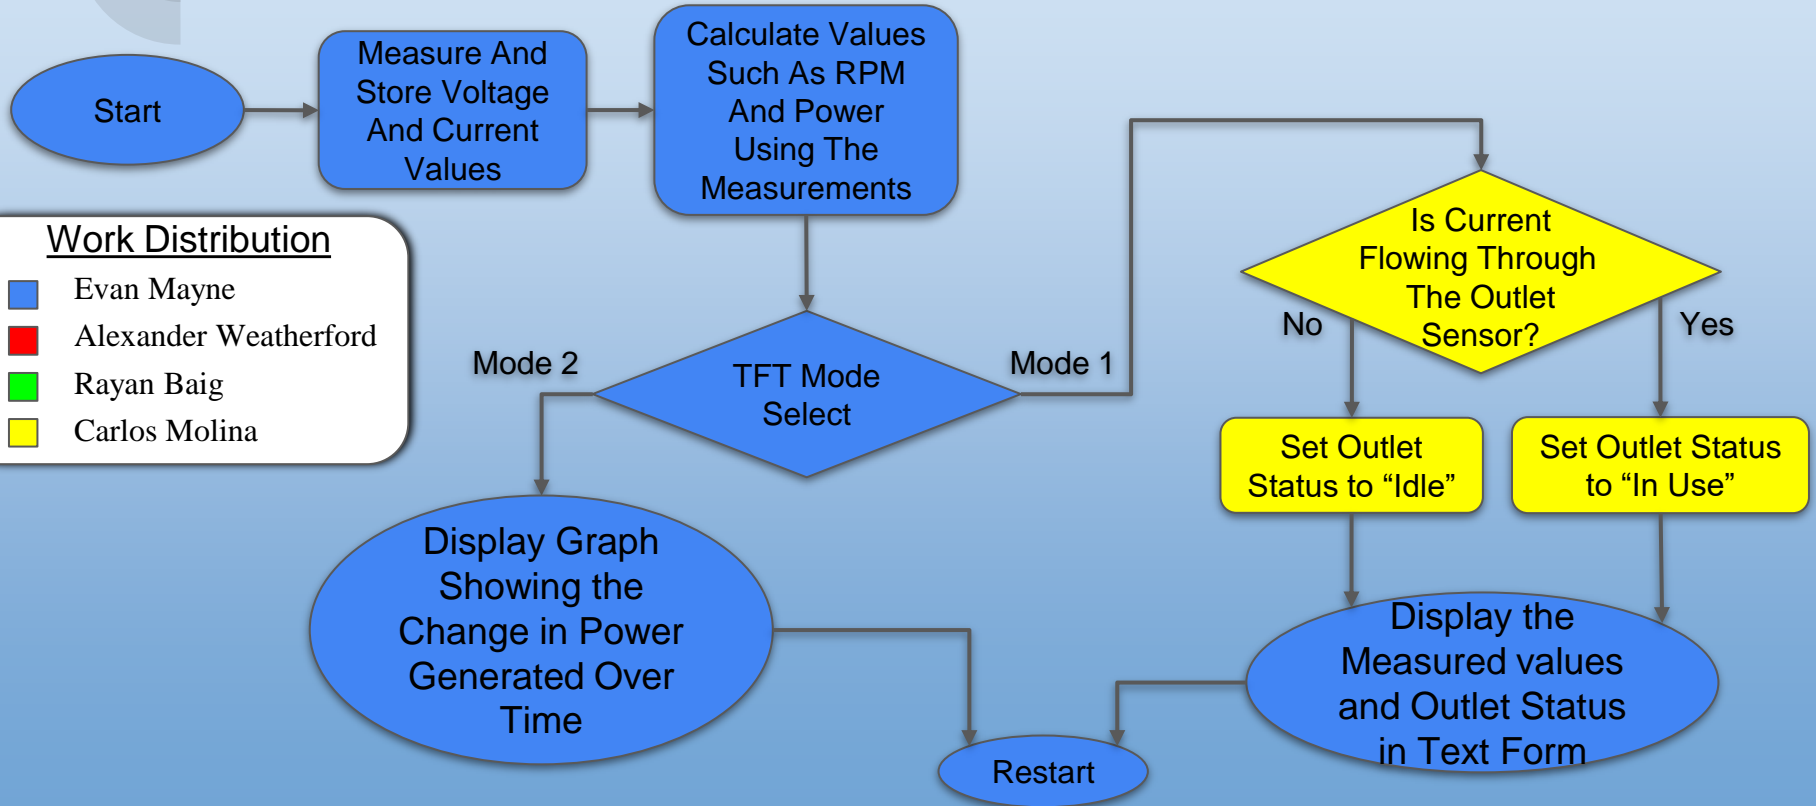 Start
Measure And
Store Voltage
And Current
Values
Calculate Values
Such As RPM
And Power
Using The
Measurements
Work Distribution
Evan Mayne
Alexander Weatherford
Rayan Baig
Carlos Molina
Mode 2
TFT Mode
Select
Mode 1
Is Current
Flowing Through
The Outlet
Sensor?
No
Yes
Set Outlet
Status to “Idle”
Set Outlet Status
to “In Use”
Display Graph
Showing the
Change in Power
Generated Over
Time
Display the
Measured values
and Outlet Status
in Text Form
Restart